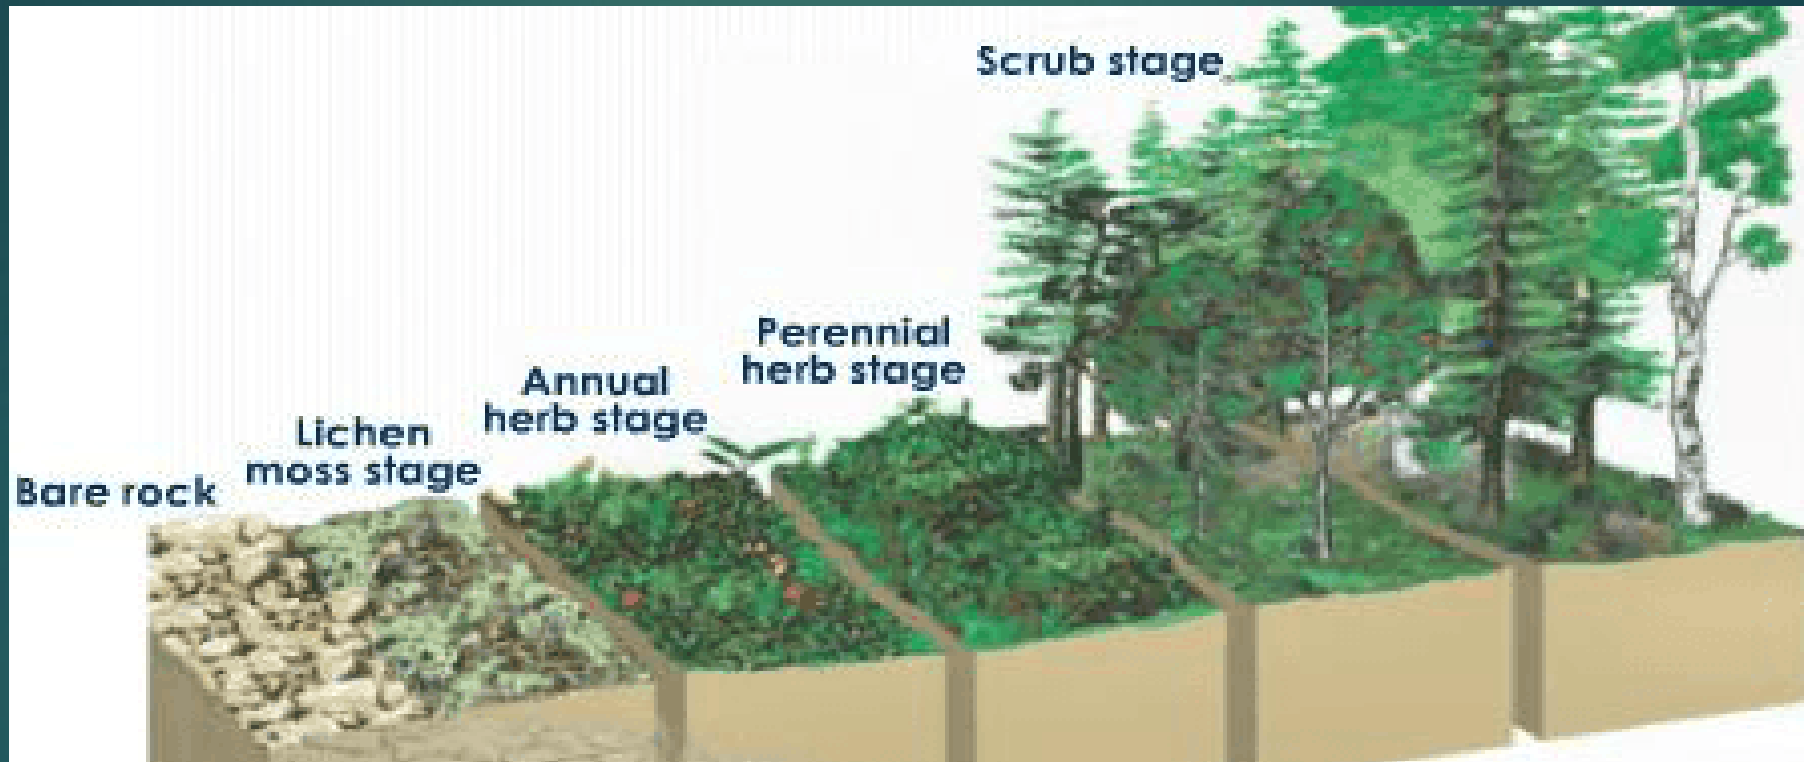 Bare rock
Lichen
moss stage
Annual
herb stage
Perennial
herb stage
Scrub stage